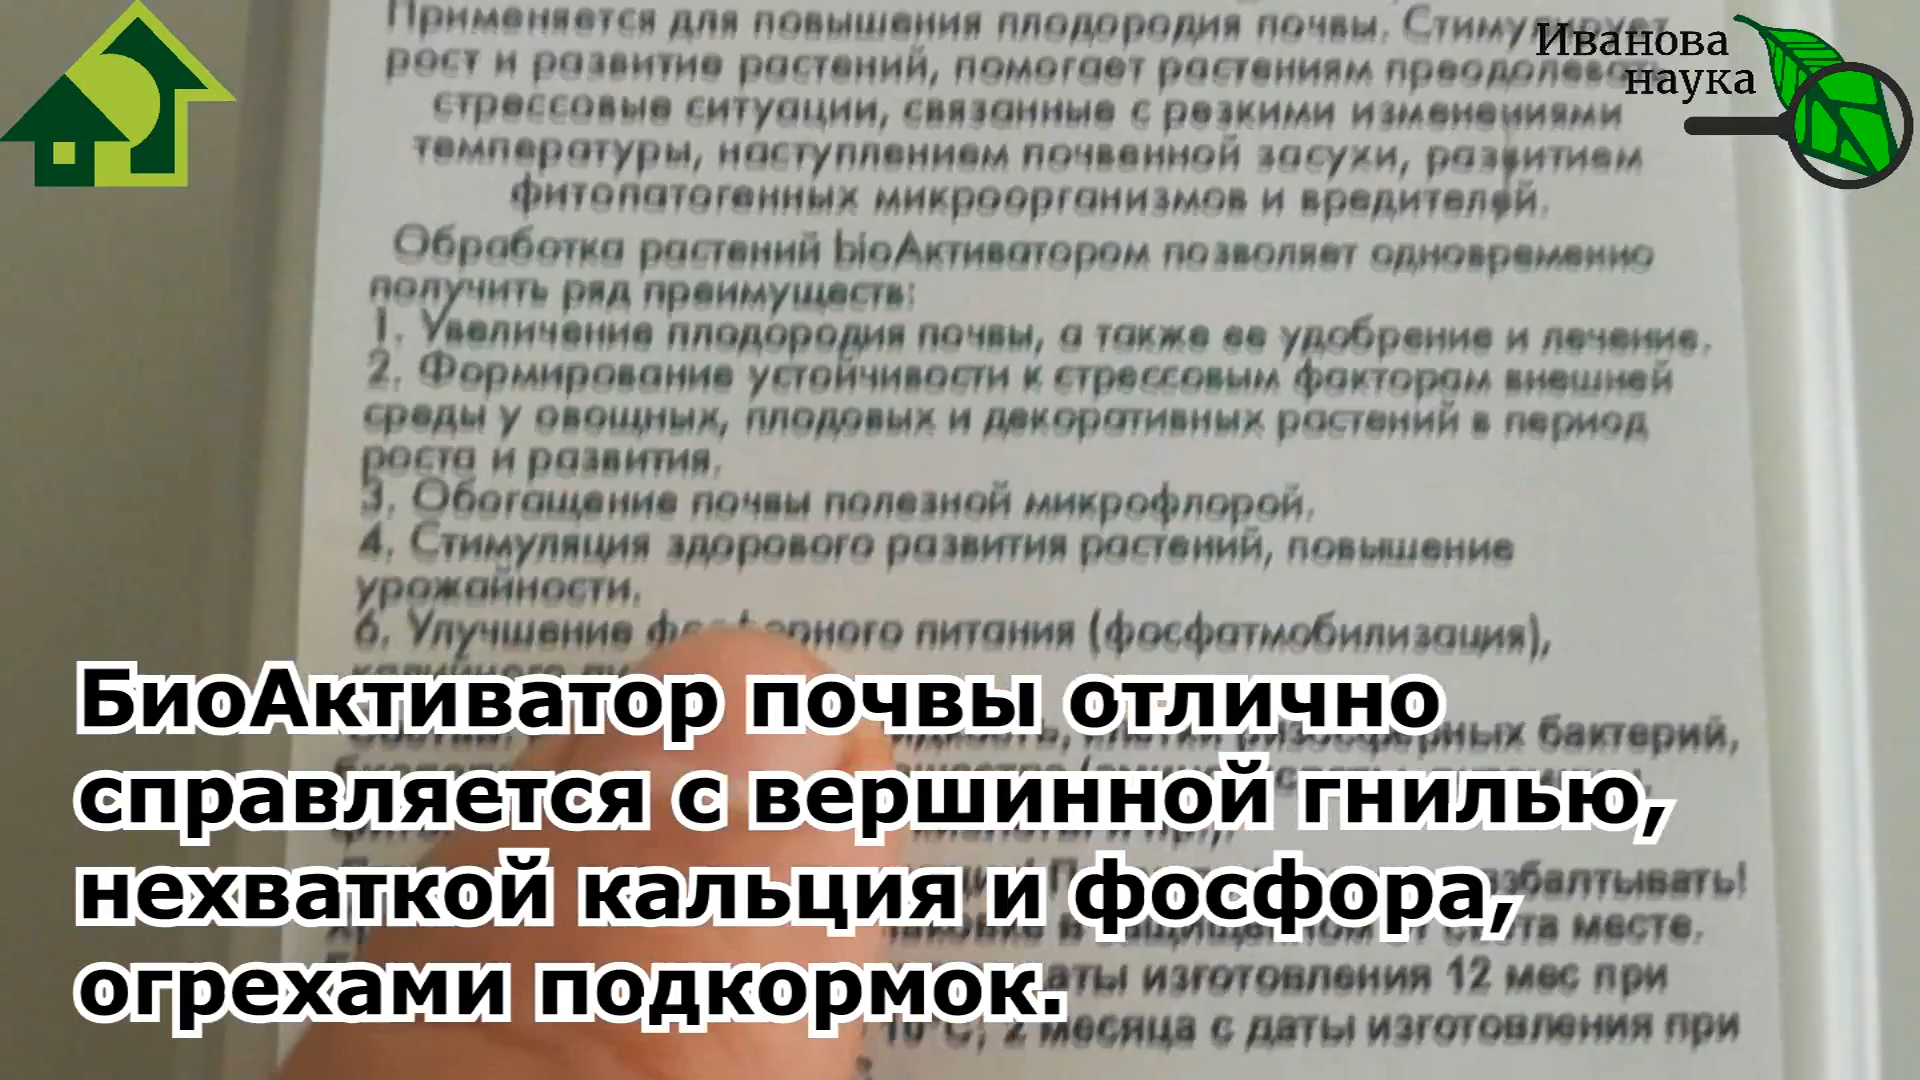 Применяется для повышения плодородия почвы. Стимулирует
рост и развитие растений, помогает растениям преодолевать
стрессовые ситуации, связанные с резкими изменениями
температуры, наступлением почвенной засухи, развитием
фитопатогенных микроорганизмов и вредителей.
Обработка растений bioАктиватором позволяет одновременно
получить ряд преимуществ:
1. Увеличение плодородия почвы, а также ее удобрение и лечение.
2. Формирование устойчивости к стрессовым факторам внешней
среды у овощных, плодовых и декоративных растений в период
роста и развития.
3. Обогащение почвы полезной микрофлорой.
4. Стимуляция здорового развития растений, повышение
урожайности.
6. Улучшение фосфорного питания (фосфатмобилизация),
калийного
ризосферных бактерий,
взбалтывать!
места месте.
даты изготовления 12 мес при
10°С, 2 месяца с даты изготовления при
Иванова
наука
БиоАктиватор почвы отлично
справляется с вершинной гнилью,
нехваткой кальция и фосфора,
огрехами подкормок.